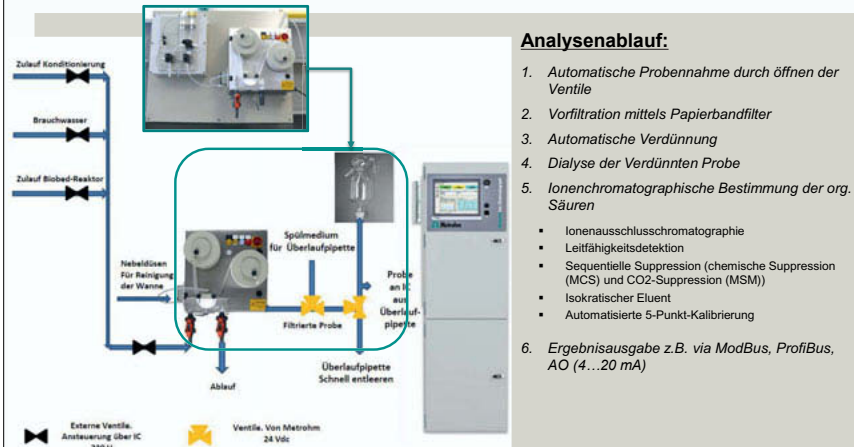 Zulauf Konditionierung
Brauchwasser
Zulauf Biobed-Reaktor
Nebeldüsen
Für Reinigung
der Wanne
Spülmedium
für Überlaufpipette
Filtrierte Probe
Probe
an IC
aus
Überlauf-
pipette
Ablauf
Überlaufpipette
Schnell entleeren
Externe Ventile.
Ansteuerung über IC
Ventile. Von Metrohm
24 Vdc
Metrohm
Analysenablauf:
1. Automatische Probennahme durch öffnen der
Ventile
2. Vorfiltration mittels Papierbandfilter
3. Automatische Verdünnung
4. Dialyse der Verdünnten Probe
5. Ionenchromatographische Bestimmung der org.
Säuren
▪ Ionenausschlusschromatographie
▪ Leitfähigkeitsdetektion
▪ Sequentielle Suppression (chemische Suppression
(MCS) und CO2-Suppression (MSM))
▪ Isokratischer Eluent
▪ Automatisierte 5-Punkt-Kalibrierung
6. Ergebnisausgabe z.B. via ModBus, ProfiBus,
AO (4…20 mA)